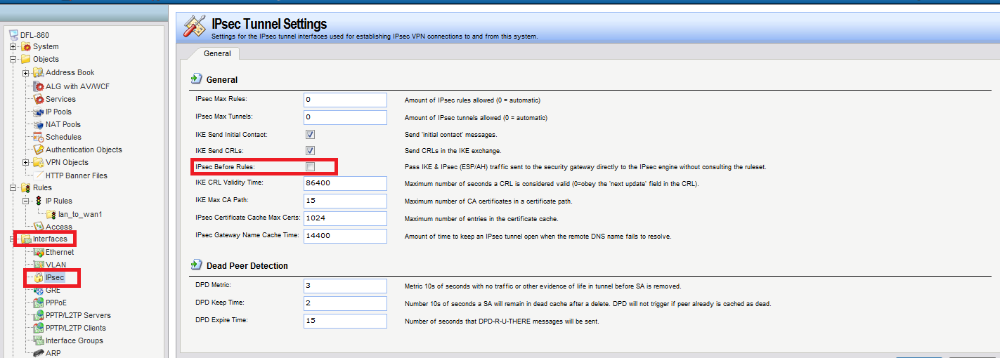 DFL-860
System
Objects
Address Book
ALG with AV/WCF
Services
IP Pools
NAT Pools
Schedules
Authentication Objects
VPN Objects
HTTP Banner Files
Rules
IP Rules
lan_to_wan1
Access
Interfaces
Ethernet
VLAN
IPsec
GRE
PPPoE
PPTP/L2TP Servers
PPTP/L2TP Clients
Interface Groups
ARP
IPsec Tunnel Settings
Settings for the IPsec tunnel interfaces used for establishing IPsec VPN connections to and from this system.
General
General
IPsec Max Rules: 0 Amount of IPsec rules allowed (0 = automatic)
IPsec Max Tunnels: 0 Amount of IPsec tunnels allowed (0 = automatic)
IKE Send Initial Contact: Send 'initial contact' messages.
IKE Send CRLs: Send CRLs in the IKE exchange.
IPsec Before Rules: Pass IKE & IPsec (ESP/AH) traffic sent to the security gateway directly to the IPsec engine without consulting the ruleset.
IKE CRL Validity Time: 86400 Maximum number of seconds a CRL is considered valid (0=obey the 'next update' field in the CRL).
IKE Max CA Path: 15 Maximum number of CA certificates in a certificate path.
IPsec Certificate Cache Max Certs: 1024 Maximum number of entries in the certificate cache.
IPsec Gateway Name Cache Time: 14400 Amount of time to keep an IPsec tunnel open when the remote DNS name fails to resolve.
Dead Peer Detection
DPD Metric: 3 Metric 10s of seconds with no traffic or other evidence of life in tunnel before SA is removed.
DPD Keep Time: 2 Number 10s of seconds a SA will remain in dead cache after a delete. DPD will not trigger if peer already is cached as dead.
DPD Expire Time: 15 Number of seconds that DPD-R-U-THERE messages will be sent.